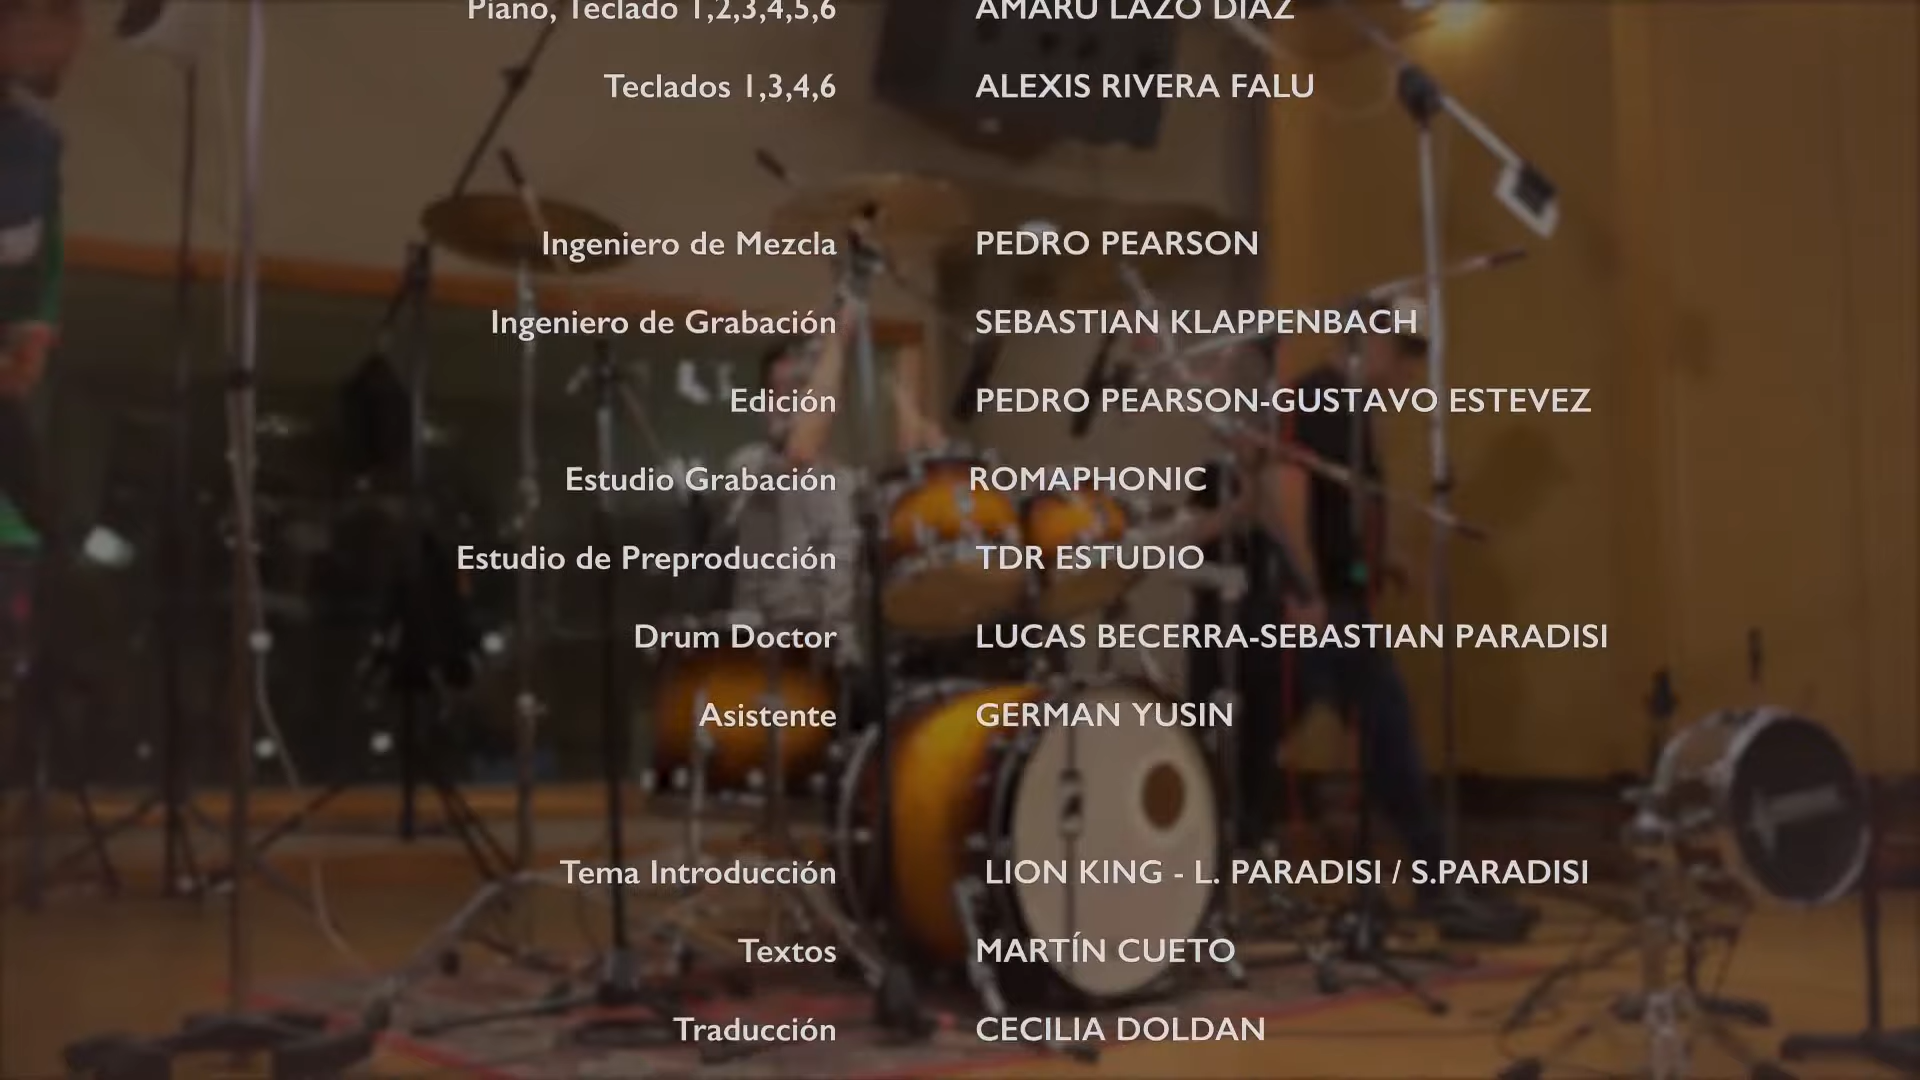 Piano, Teclado 1,2,3,4,5,6 AMARU LAZO DIAZ
Teclados 1,3,4,6 ALEXIS RIVERA FALU
Ingeniero de Mezcla PEDRO PEARSON
Ingeniero de Grabación SEBASTIAN KLAPPENBACH
Edición PEDRO PEARSON-GUSTAVO ESTEVEZ
Estudio Grabación ROMAPHONIC
Estudio de Preproducción TDR ESTUDIO
Drum Doctor LUCAS BECERRA-SEBASTIAN PARADISI
Asistente GERMAN YUSIN
Tema Introducción LION KING - L. PARADISI / S.PARADISI
Textos MARTÍN CUETO
Traducción CECILIA DOLDAN